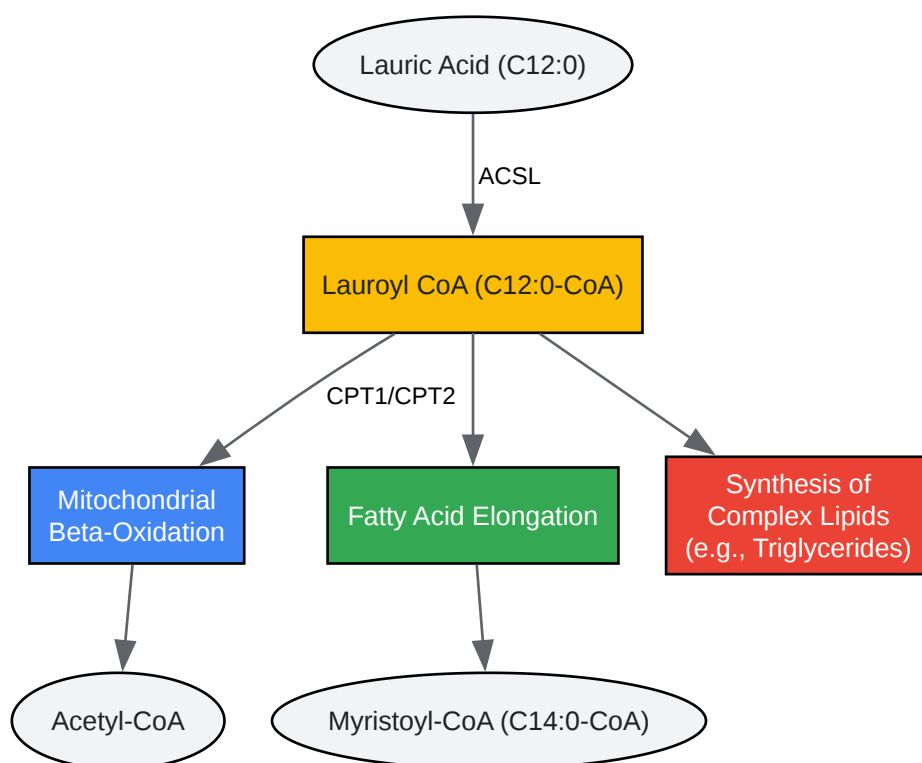 Lauric Acid (C12:0)
ACSL
Lauroyl CoA (C12:0-CoA)
CPT1/CPT2
Mitochondrial
Beta-Oxidation
Fatty Acid Elongation
Synthesis of
Complex Lipids
(e.g., Triglycerides)
Acetyl-CoA
Myristoyl-CoA (C14:0-CoA)